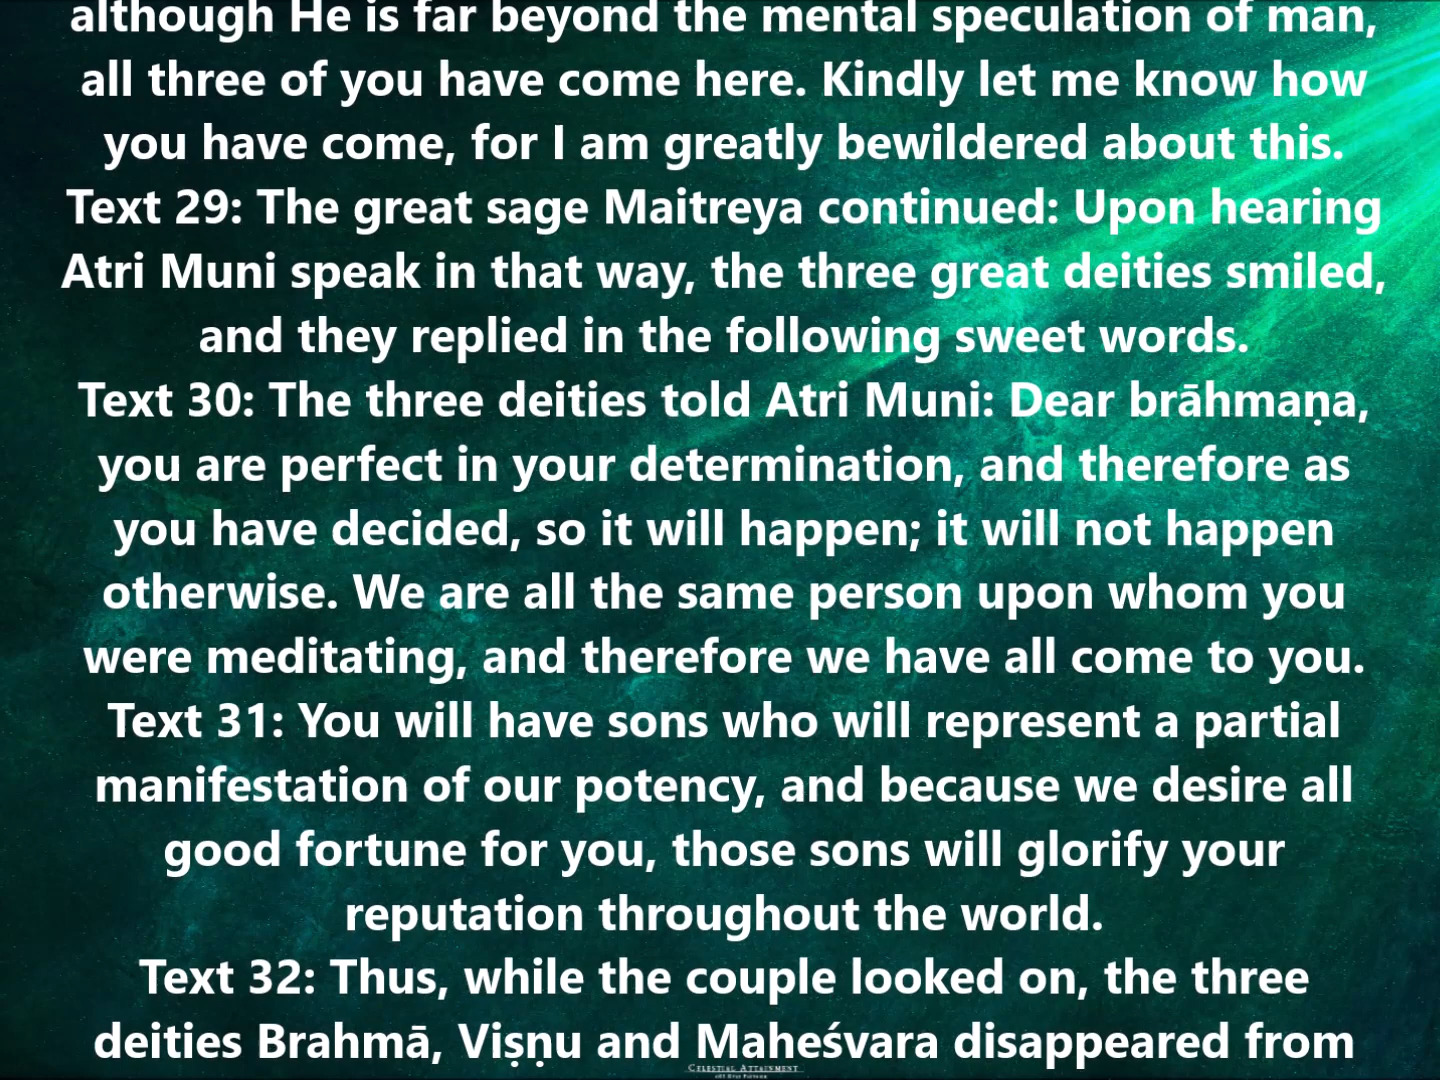 although He is far beyond the mental speculation of man,
all three of you have come here. Kindly let me know how
you have come, for I am greatly bewildered about this.
Text 29: The great sage Maitreya continued: Upon hearing
Atri Muni speak in that way, the three great deities smiled,
and they replied in the following sweet words.
Text 30: The three deities told Atri Muni: Dear brāhmaṇa,
you are perfect in your determination, and therefore as
you have decided, so it will happen; it will not happen
otherwise. We are all the same person upon whom you
were meditating, and therefore we have all come to you.
Text 31: You will have sons who will represent a partial
manifestation of our potency, and because we desire all
good fortune for you, those sons will glorify your
reputation throughout the world.
Text 32: Thus, while the couple looked on, the three
deities Brahmā, Viṣṇu and Maheśvara disappeared from
Celestial Attainment